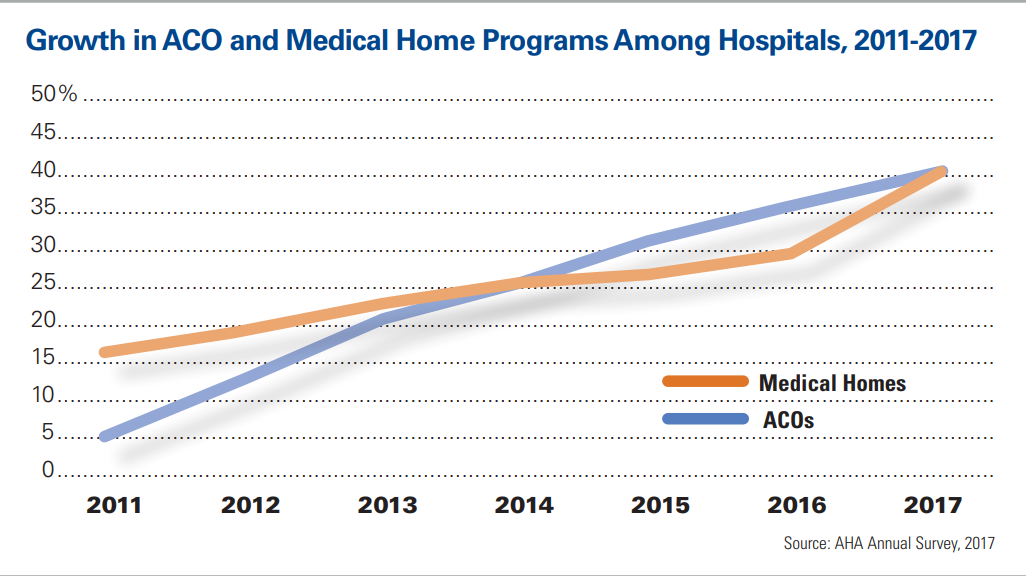 Growth in ACO and Medical Home Programs Among Hospitals, 2011-2017
50%
45
40
35
30
25
20
15
10
5
0
Medical Homes
ACOs
2011 2012 2013 2014 2015 2016 2017
Source: AHA Annual Survey, 2017